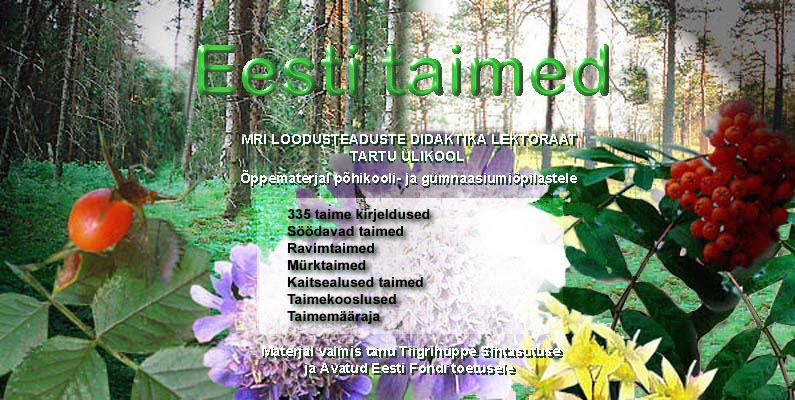 Eesti taimed
MRI LOODUSTEADUSTE DIDAKTIKA LEKTORAAT
TARTU ÜLIKOOL
Õppematerjal põhikooli- ja gümnaasiumiõpilastele
335 taime kirjeldused
Söödavad taimed
Ravimtaimed
Mürktaimed
Kaitsealused taimed
Taimekooslused
Taimemääraja
Materjal valmis tänu Tiigrihüppe Sihtasutuse
ja Avatud Eesti Fondi toetusele